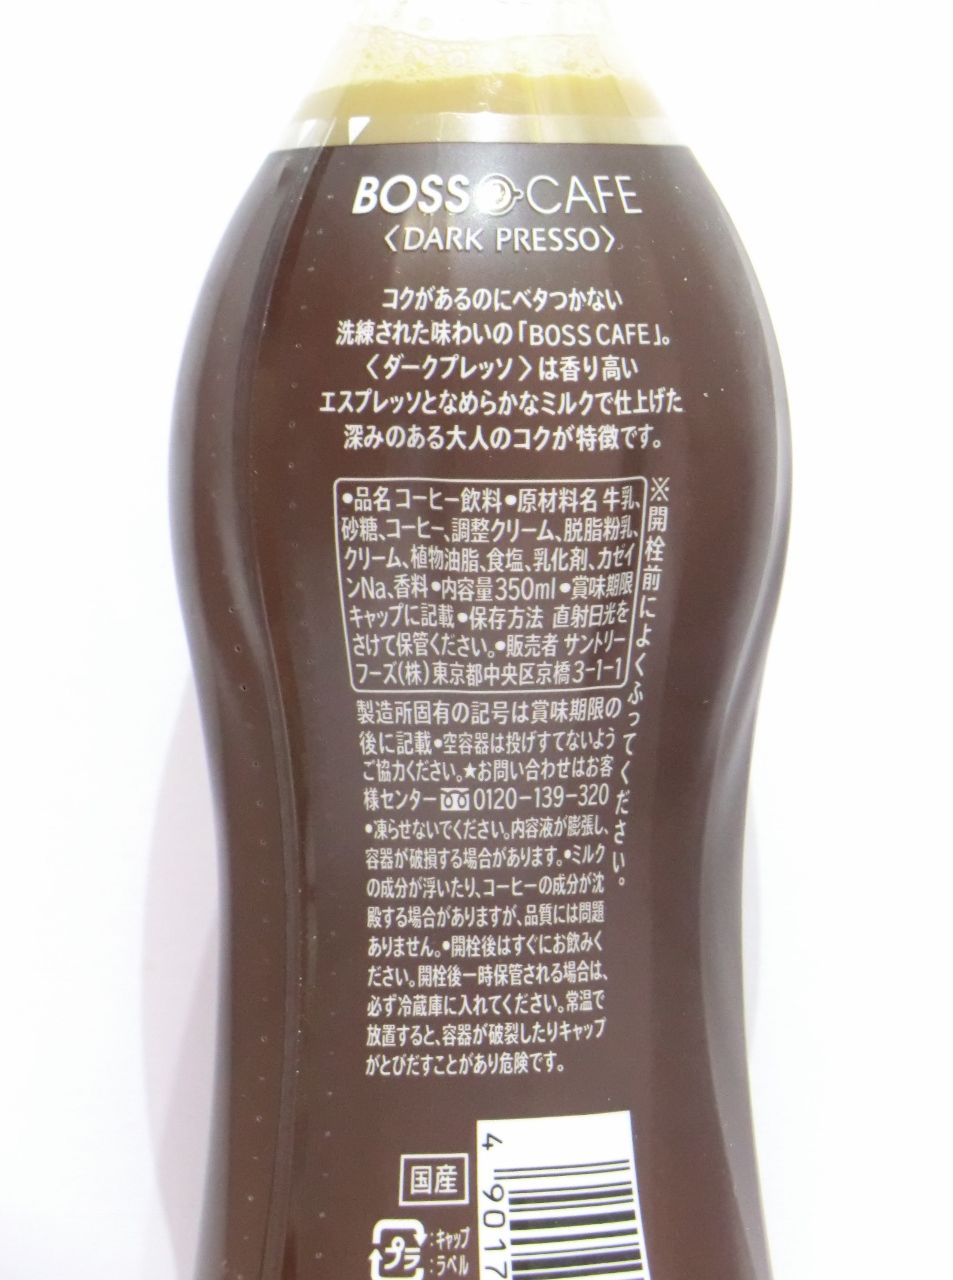 BOSS CAFE
〈DARK PRESSO〉
コクがあるのにベタつかない
洗練された味わいの「BOSS CAFE」。
〈ダークプレッソ〉は香り高い
エスプレッソとなめらかなミルクで仕上げた
深みのある大人のコクが特徴です。
•品名 コーヒー飲料•原材料名 牛乳、
砂糖、コーヒー、調整クリーム、脱脂粉乳、
クリーム、植物油脂、食塩、乳化剤、カゼイ
ンNa、香料•内容量350ml•賞味期限
キャップに記載•保存方法 直射日光を
さけて保管ください。•販売者 サントリー
フーズ(株)東京都中央区京橋3-1-1
※開栓前によくふってください。
製造所固有の記号は賞味期限の
後に記載•空容器は投げすてないよう
ご協力ください。★お問い合わせはお客
様センター 0120-139-320
•凍らせないでください。内容液が膨張し、
容器が破損する場合があります。•ミルク
の成分が浮いたり、コーヒーの成分が沈
殿する場合がありますが、品質には問題
ありません。•開栓後はすぐにお飲みく
ださい。開栓後一時保管される場合は、
必ず冷蔵庫に入れてください。常温で
放置すると、容器が破裂したりキャップ
がとびだすことがあり危険です。
国産
プラ :キャップ
:ラベル
4 9017